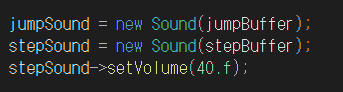 jumpSound = new Sound(jumpBuffer);
stepSound = new Sound(stepBuffer);
stepSound->setVolume(40.f);